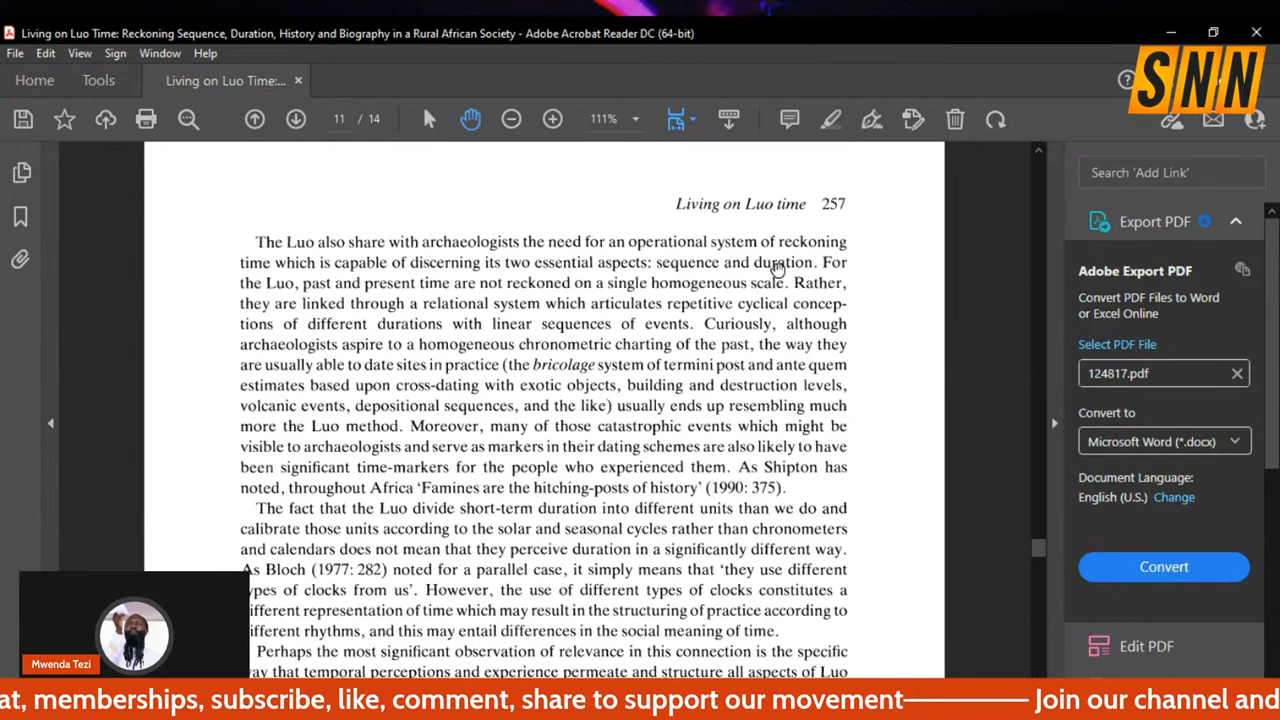 Living on Luo Time: Reckoning Sequence, Duration, History and Biography in a Rural African Society - Adobe Acrobat Reader DC (64-bit)
File Edit View Sign Window Help
Home Tools Living on Luo Time:...
SNN
11 / 14 111%
Search 'Add Link'
Living on Luo time 257
The Luo also share with archaeologists the need for an operational system of reckoning
time which is capable of discerning its two essential aspects: sequence and duration. For
the Luo, past and present time are not reckoned on a single homogeneous scale. Rather,
they are linked through a relational system which articulates repetitive cyclical concep-
tions of different durations with linear sequences of events. Curiously, although
archaeologists aspire to a homogeneous chronometric charting of the past, the way they
are usually able to date sites in practice (the bricolage system of termini post and ante quem
estimates based upon cross-dating with exotic objects, building and destruction levels,
volcanic events, depositional sequences, and the like) usually ends up resembling much
more the Luo method. Moreover, many of those catastrophic events which might be
visible to archaeologists and serve as markers in their dating schemes are also likely to have
been significant time-markers for the people who experienced them. As Shipton has
noted, throughout Africa 'Famines are the hitching-posts of history' (1990: 375).
The fact that the Luo divide short-term duration into different units than we do and
calibrate those units according to the solar and seasonal cycles rather than chronometers
and calendars does not mean that they perceive duration in a significantly different way.
As Bloch (1977: 282) noted for a parallel case, it simply means that 'they use different
ypes of clocks from us'. However, the use of different types of clocks constitutes a
ifferent representation of time which may result in the structuring of practice according to
ifferent rhythms, and this may entail differences in the social meaning of time.
Perhaps the most significant observation of relevance in this connection is the specific
way that temporal perceptions and experience permeate and structure all aspects of Luo
Export PDF
Adobe Export PDF
Convert PDF Files to Word
or Excel Online
Select PDF File
124817.pdf
Convert to
Microsoft Word (*.docx)
Document Language:
English (U.S.) Change
Convert
Edit PDF
Mwenda Tezi
at, memberships, subscribe, like, comment, share to support our movement———— Join our channel and